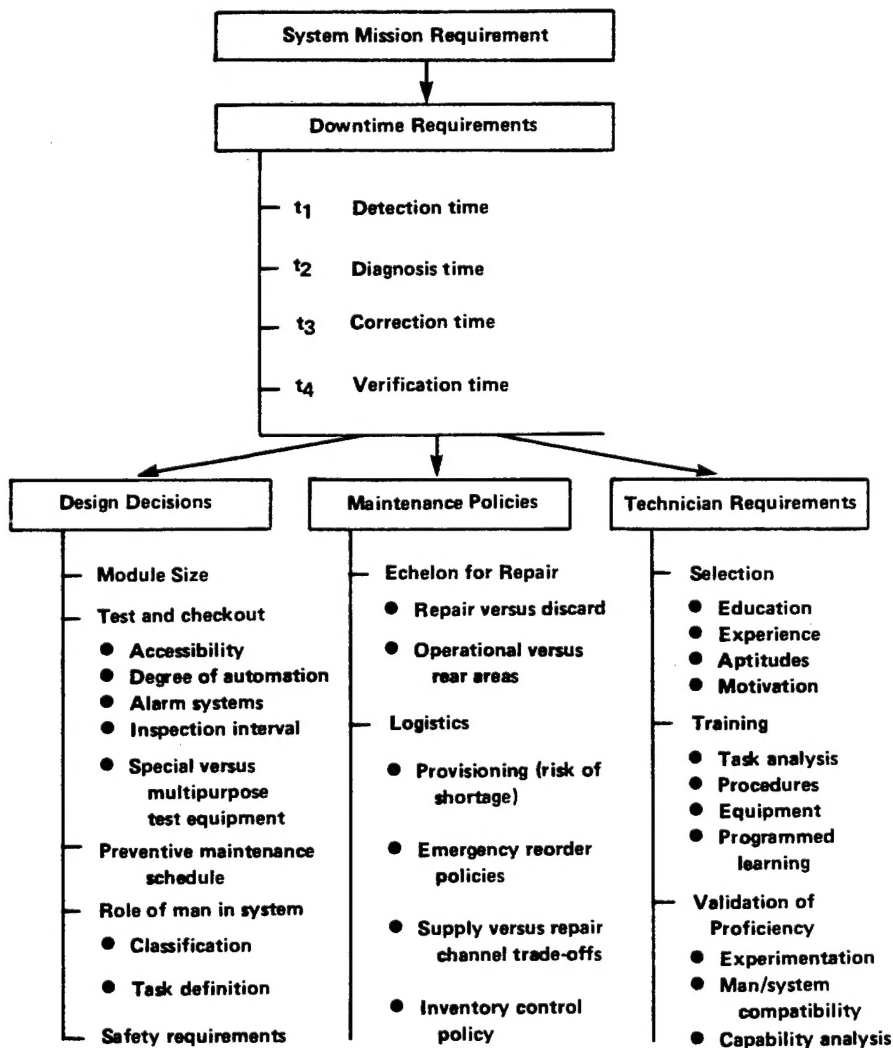 System Mission Requirement
Downtime Requirements
t1 Detection time
t2 Diagnosis time
t3 Correction time
t4 Verification time
Design Decisions
Module Size
Test and checkout
● Accessibility
● Degree of automation
● Alarm systems
● Inspection interval
● Special versus
multipurpose
test equipment
Preventive maintenance
schedule
Role of man in system
● Classification
● Task definition
Safety requirements
Maintenance Policies
Echelon for Repair
● Repair versus discard
● Operational versus
rear areas
Logistics
● Provisioning (risk of
shortage)
● Emergency reorder
policies
● Supply versus repair
channel trade-offs
● Inventory control
policy
Technician Requirements
Selection
● Education
● Experience
● Aptitudes
● Motivation
Training
● Task analysis
● Procedures
● Equipment
● Programmed
learning
Validation of
Proficiency
● Experimentation
● Man/system
compatibility
● Capability analysis